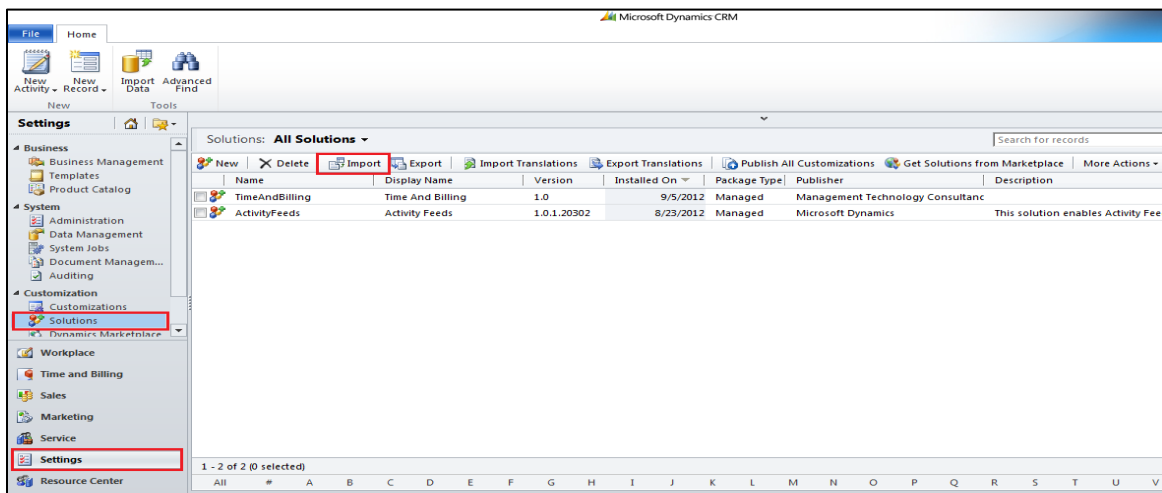 Microsoft Dynamics CRM
File Home
New Activity New Record Import Data Advanced Find
New Tools
Settings
Solutions: All Solutions
Search for records
New Delete Import Export Import Translations Export Translations Publish All Customizations Get Solutions from Marketplace More Actions
Name Display Name Version Installed On Package Type Publisher Description
TimeAndBilling Time And Billing 1.0 9/5/2012 Managed Management Technology Consultanc
ActivityFeeds Activity Feeds 1.0.1.20302 8/23/2012 Managed Microsoft Dynamics This solution enables Activity Fee
Business
Business Management
Templates
Product Catalog
System
Administration
Data Management
System Jobs
Document Managem...
Auditing
Customization
Customizations
Solutions
Dynamics Marketplace
Workplace
Time and Billing
Sales
Marketing
Service
Settings
Resource Center
1 - 2 of 2 (0 selected)
All # A B C D E F G H I J K L M N O P Q R S T U V